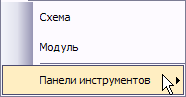 Схема
Модуль
Панели инструментов